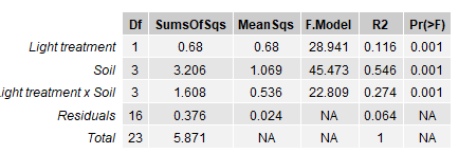 Df SumsOfSqs MeanSqs F.Model R2 Pr(>F)
Light treatment 1 0.68 0.68 28.941 0.116 0.001
Soil 3 3.206 1.069 45.473 0.546 0.001
ight treatment x Soil 3 1.608 0.536 22.809 0.274 0.001
Residuals 16 0.376 0.024 NA 0.064 NA
Total 23 5.871 NA NA 1 NA